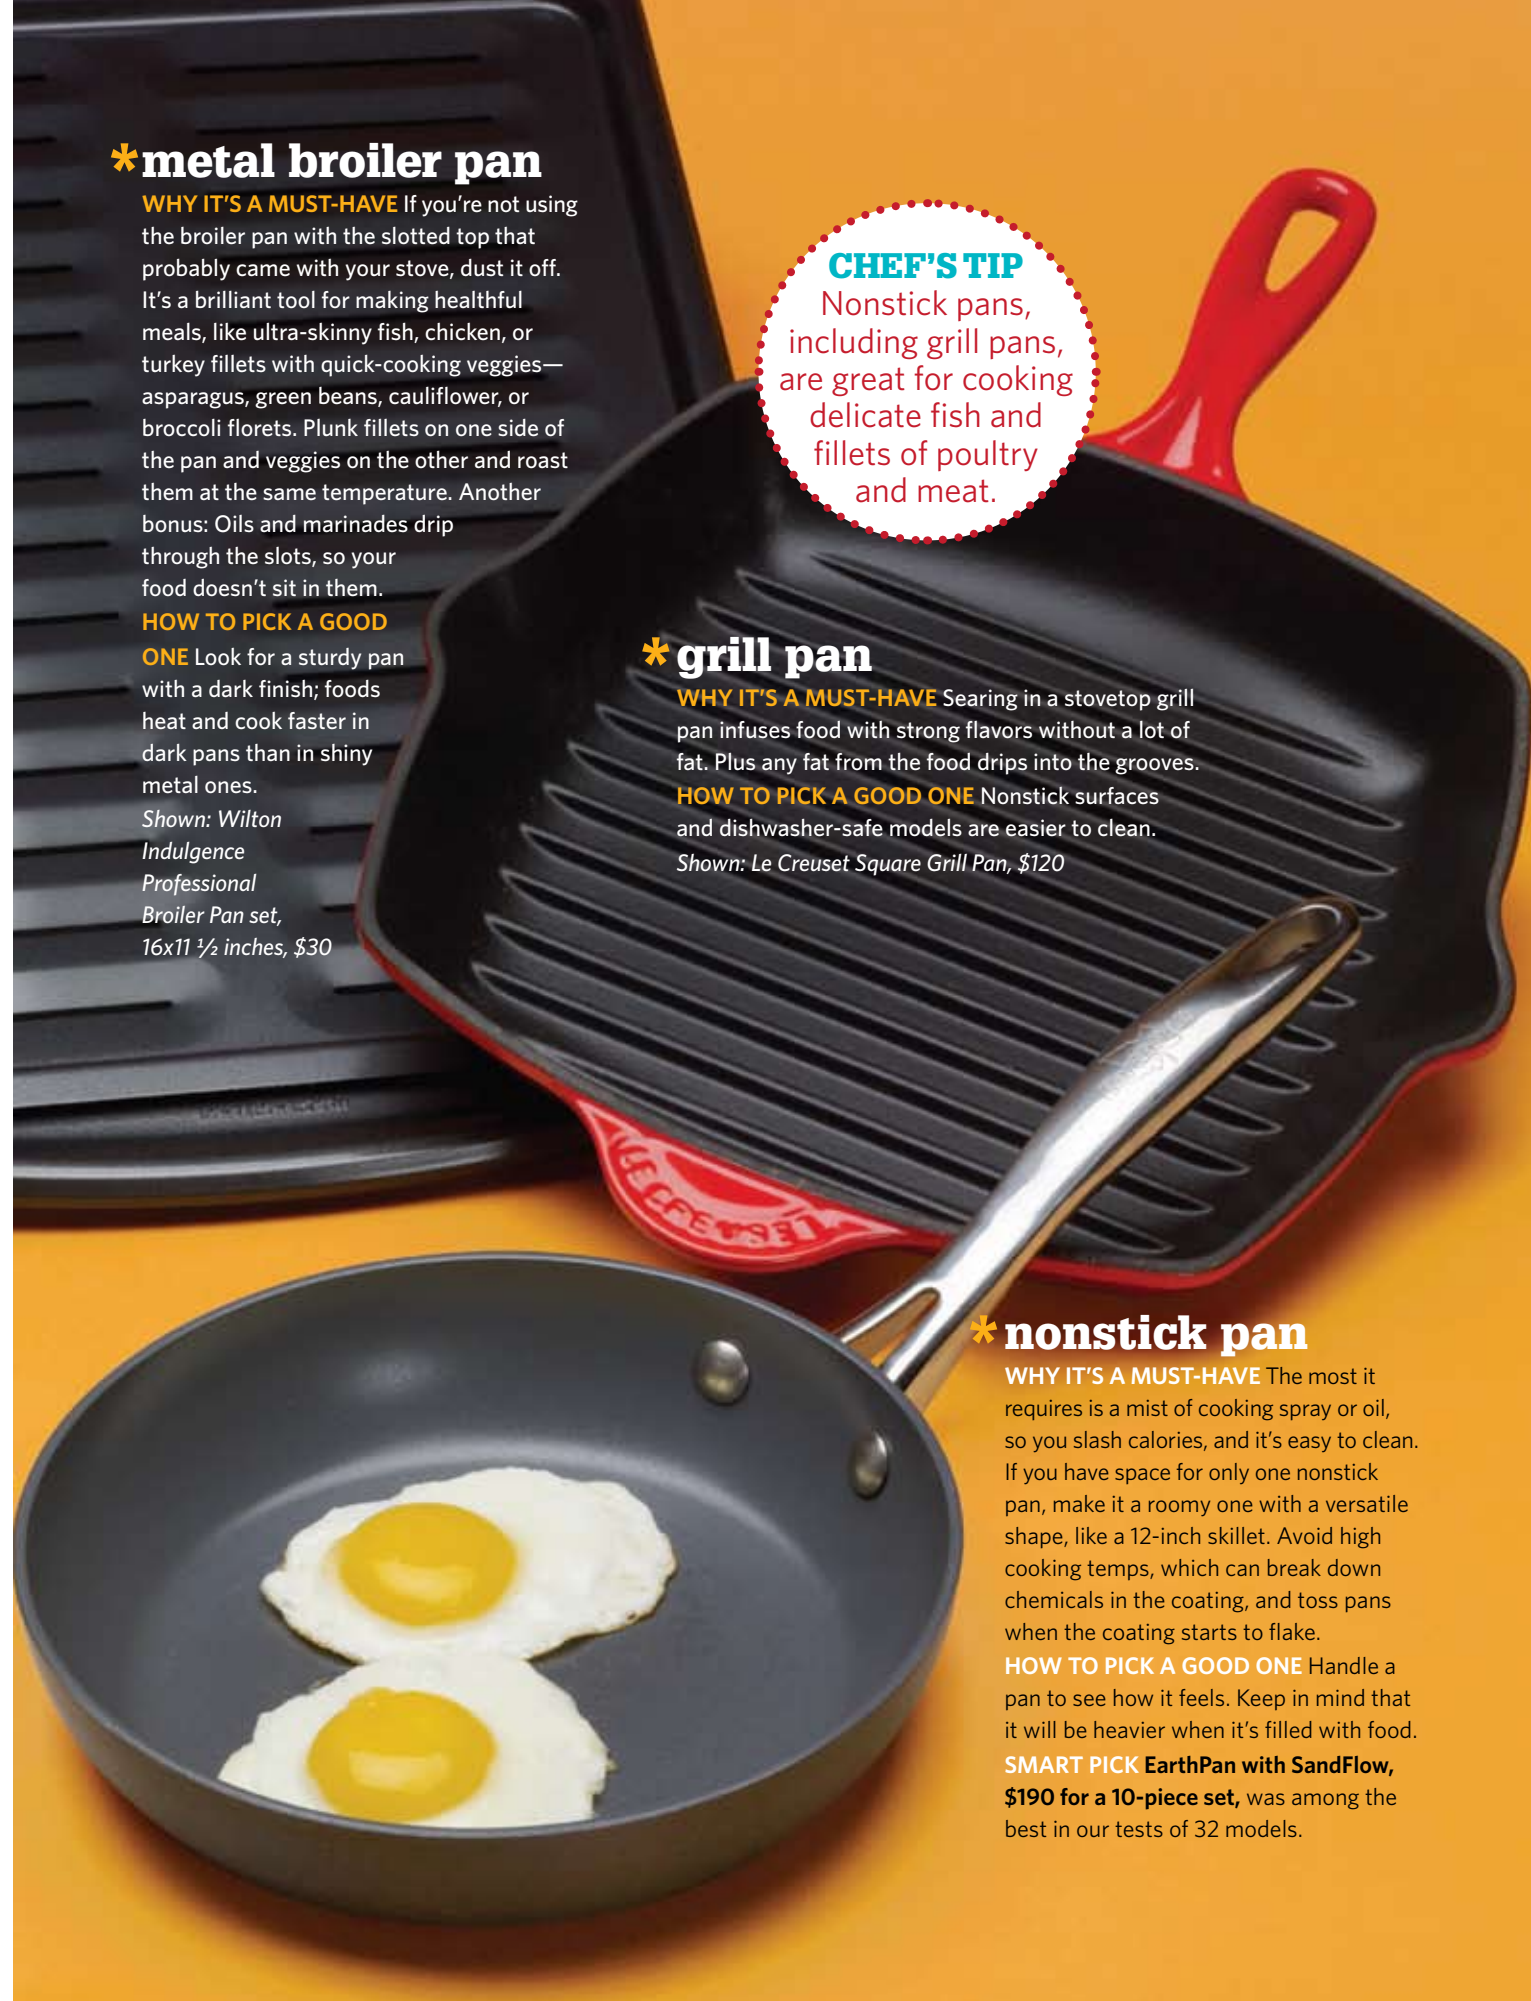 *metal broiler pan
WHY IT'S A MUST-HAVE If you're not using
the broiler pan with the slotted top that
probably came with your stove, dust it off.
It's a brilliant tool for making healthful
meals, like ultra-skinny fish, chicken, or
turkey fillets with quick-cooking veggies—
asparagus, green beans, cauliflower, or
broccoli florets. Plunk fillets on one side of
the pan and veggies on the other and roast
them at the same temperature. Another
bonus: Oils and marinades drip
through the slots, so your
food doesn't sit in them.
HOW TO PICK A GOOD
ONE Look for a sturdy pan
with a dark finish; foods
heat and cook faster in
dark pans than in shiny
metal ones.
Shown: Wilton
Indulgence
Professional
Broiler Pan set,
16x11 ½ inches, $30
CHEF'S TIP
Nonstick pans,
including grill pans,
are great for cooking
delicate fish and
fillets of poultry
and meat.
*grill pan
WHY IT'S A MUST-HAVE Searing in a stovetop grill
pan infuses food with strong flavors without a lot of
fat. Plus any fat from the food drips into the grooves.
HOW TO PICK A GOOD ONE Nonstick surfaces
and dishwasher-safe models are easier to clean.
Shown: Le Creuset Square Grill Pan, $120
LE CREUSET
*nonstick pan
WHY IT'S A MUST-HAVE The most it
requires is a mist of cooking spray or oil,
so you slash calories, and it's easy to clean.
If you have space for only one nonstick
pan, make it a roomy one with a versatile
shape, like a 12-inch skillet. Avoid high
cooking temps, which can break down
chemicals in the coating, and toss pans
when the coating starts to flake.
HOW TO PICK A GOOD ONE Handle a
pan to see how it feels. Keep in mind that
it will be heavier when it's filled with food.
SMART PICK EarthPan with SandFlow,
$190 for a 10-piece set, was among the
best in our tests of 32 models.